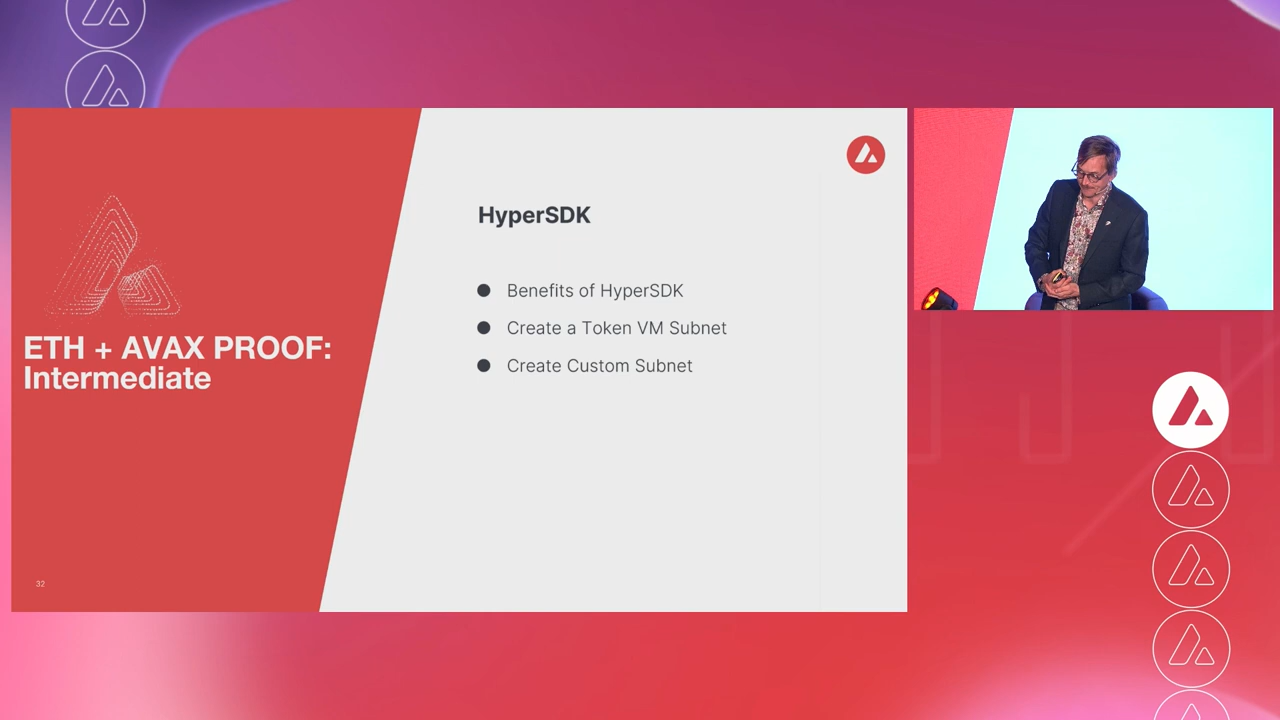 ETH + AVAX PROOF:
Intermediate
32
HyperSDK
Benefits of HyperSDK
Create a Token VM Subnet
Create Custom Subnet